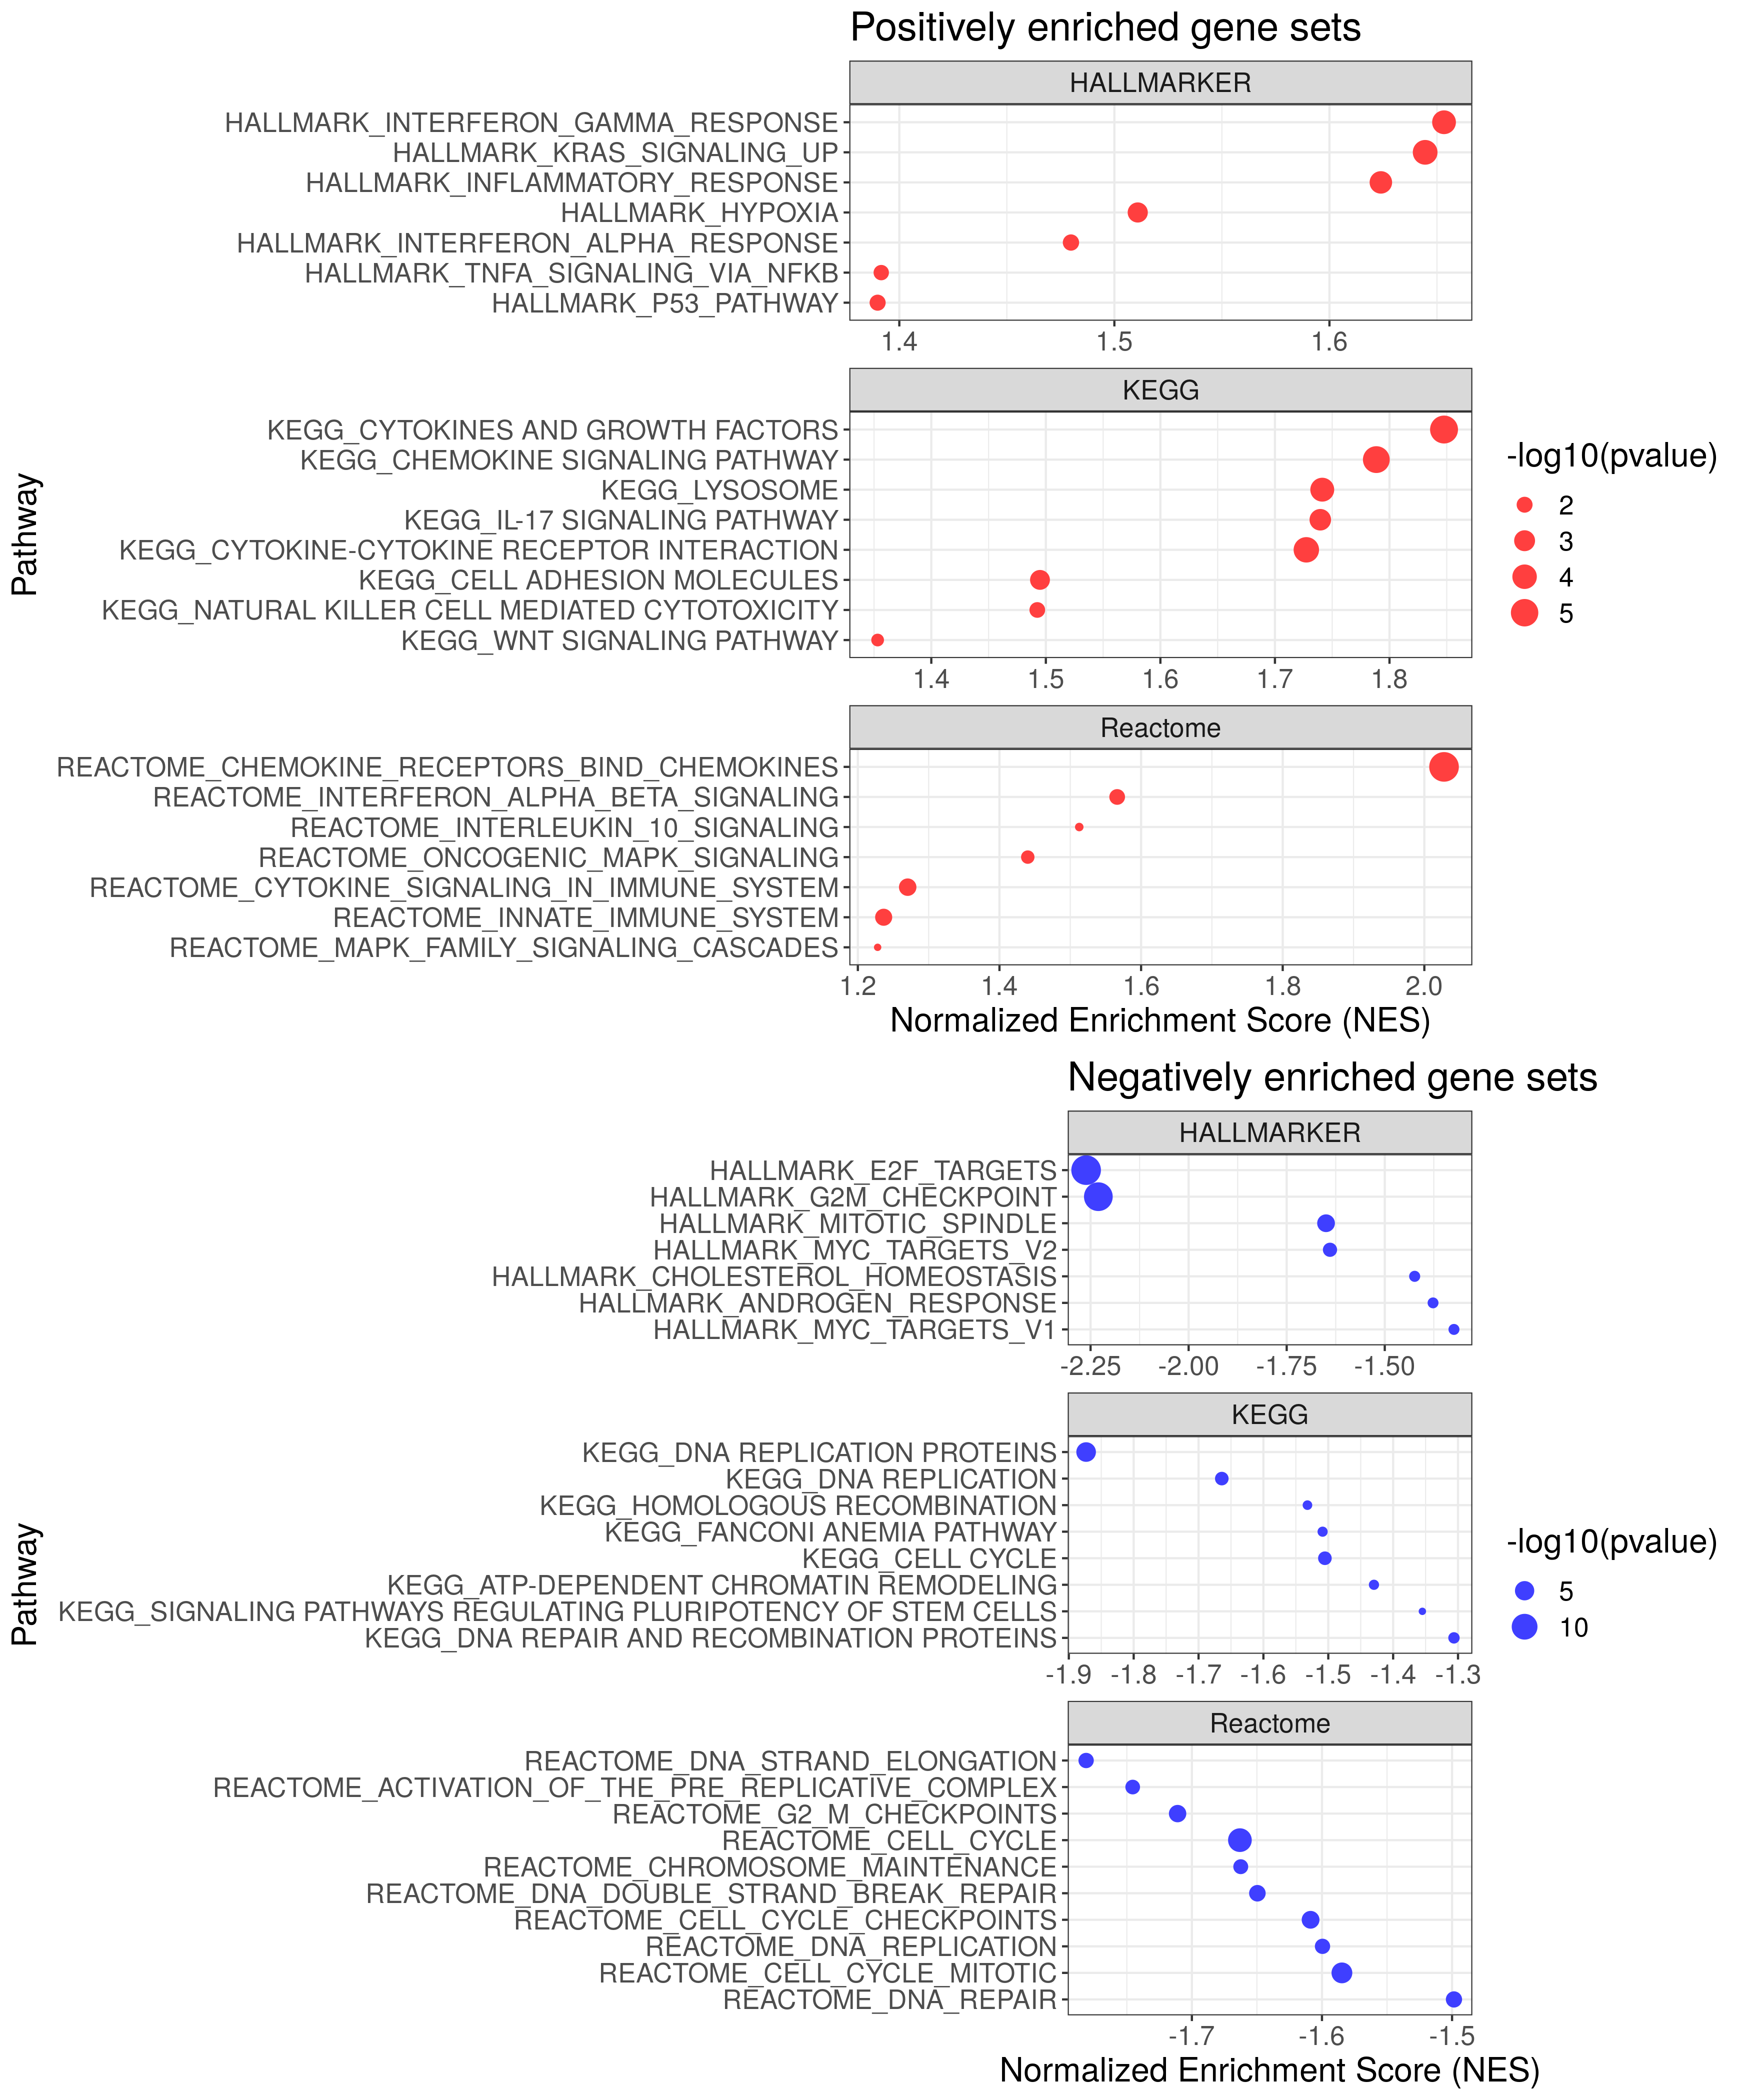 Positively enriched gene sets
HALLMARKER
HALLMARK_INTERFERON_GAMMA_RESPONSE
HALLMARK_KRAS_SIGNALING_UP
HALLMARK_INFLAMMATORY_RESPONSE
HALLMARK_HYPOXIA
HALLMARK_INTERFERON_ALPHA_RESPONSE
HALLMARK_TNFA_SIGNALING_VIA_NFKB
HALLMARK_P53_PATHWAY
1.4 1.5 1.6
KEGG
KEGG_CYTOKINES AND GROWTH FACTORS
KEGG_CHEMOKINE SIGNALING PATHWAY
KEGG_LYSOSOME
KEGG_IL-17 SIGNALING PATHWAY
KEGG_CYTOKINE-CYTOKINE RECEPTOR INTERACTION
KEGG_CELL ADHESION MOLECULES
KEGG_NATURAL KILLER CELL MEDIATED CYTOTOXICITY
KEGG_WNT SIGNALING PATHWAY
1.4 1.5 1.6 1.7 1.8
Pathway
-log10(pvalue)
2
3
4
5
Reactome
REACTOME_CHEMOKINE_RECEPTORS_BIND_CHEMOKINES
REACTOME_INTERFERON_ALPHA_BETA_SIGNALING
REACTOME_INTERLEUKIN_10_SIGNALING
REACTOME_ONCOGENIC_MAPK_SIGNALING
REACTOME_CYTOKINE_SIGNALING_IN_IMMUNE_SYSTEM
REACTOME_INNATE_IMMUNE_SYSTEM
REACTOME_MAPK_FAMILY_SIGNALING_CASCADES
1.2 1.4 1.6 1.8 2.0
Normalized Enrichment Score (NES)
Negatively enriched gene sets
HALLMARKER
HALLMARK_E2F_TARGETS
HALLMARK_G2M_CHECKPOINT
HALLMARK_MITOTIC_SPINDLE
HALLMARK_MYC_TARGETS_V2
HALLMARK_CHOLESTEROL_HOMEOSTASIS
HALLMARK_ANDROGEN_RESPONSE
HALLMARK_MYC_TARGETS_V1
-2.25 -2.00 -1.75 -1.50
KEGG
KEGG_DNA REPLICATION PROTEINS
KEGG_DNA REPLICATION
KEGG_HOMOLOGOUS RECOMBINATION
KEGG_FANCONI ANEMIA PATHWAY
KEGG_CELL CYCLE
KEGG_ATP-DEPENDENT CHROMATIN REMODELING
KEGG_SIGNALING PATHWAYS REGULATING PLURIPOTENCY OF STEM CELLS
KEGG_DNA REPAIR AND RECOMBINATION PROTEINS
-1.9 -1.8 -1.7 -1.6 -1.5 -1.4 -1.3
Pathway
-log10(pvalue)
5
10
Reactome
REACTOME_DNA_STRAND_ELONGATION
REACTOME_ACTIVATION_OF_THE_PRE_REPLICATIVE_COMPLEX
REACTOME_G2_M_CHECKPOINTS
REACTOME_CELL_CYCLE
REACTOME_CHROMOSOME_MAINTENANCE
REACTOME_DNA_DOUBLE_STRAND_BREAK_REPAIR
REACTOME_CELL_CYCLE_CHECKPOINTS
REACTOME_DNA_REPLICATION
REACTOME_CELL_CYCLE_MITOTIC
REACTOME_DNA_REPAIR
-1.7 -1.6 -1.5
Normalized Enrichment Score (NES)